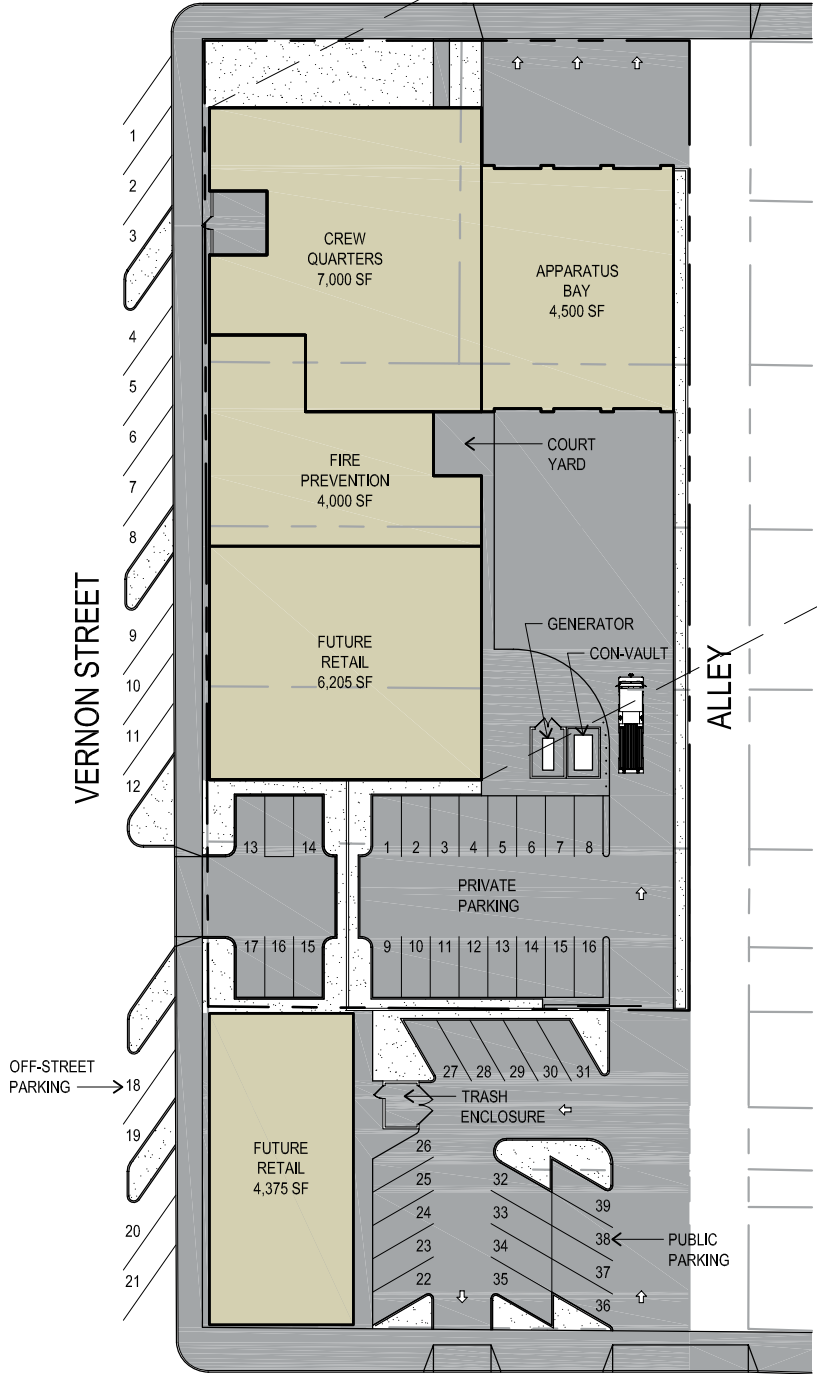 1
2
3
4
5
6
7
8
9
10
11
12
VERNON STREET
CREW
QUARTERS
7,000 SF
APPARATUS
BAY
4,500 SF
COURT
YARD
FIRE
PREVENTION
4,000 SF
FUTURE
RETAIL
6,205 SF
GENERATOR
CON-VAULT
ALLEY
13
14
17
16
15
1
2
3
4
5
6
7
8
PRIVATE
PARKING
9
10
11
12
13
14
15
16
OFF-STREET
PARKING
18
19
20
21
FUTURE
RETAIL
4,375 SF
27
28
29
30
31
TRASH
ENCLOSURE
26
25
24
23
22
32
33
34
35
39
38
37
36
PUBLIC
PARKING